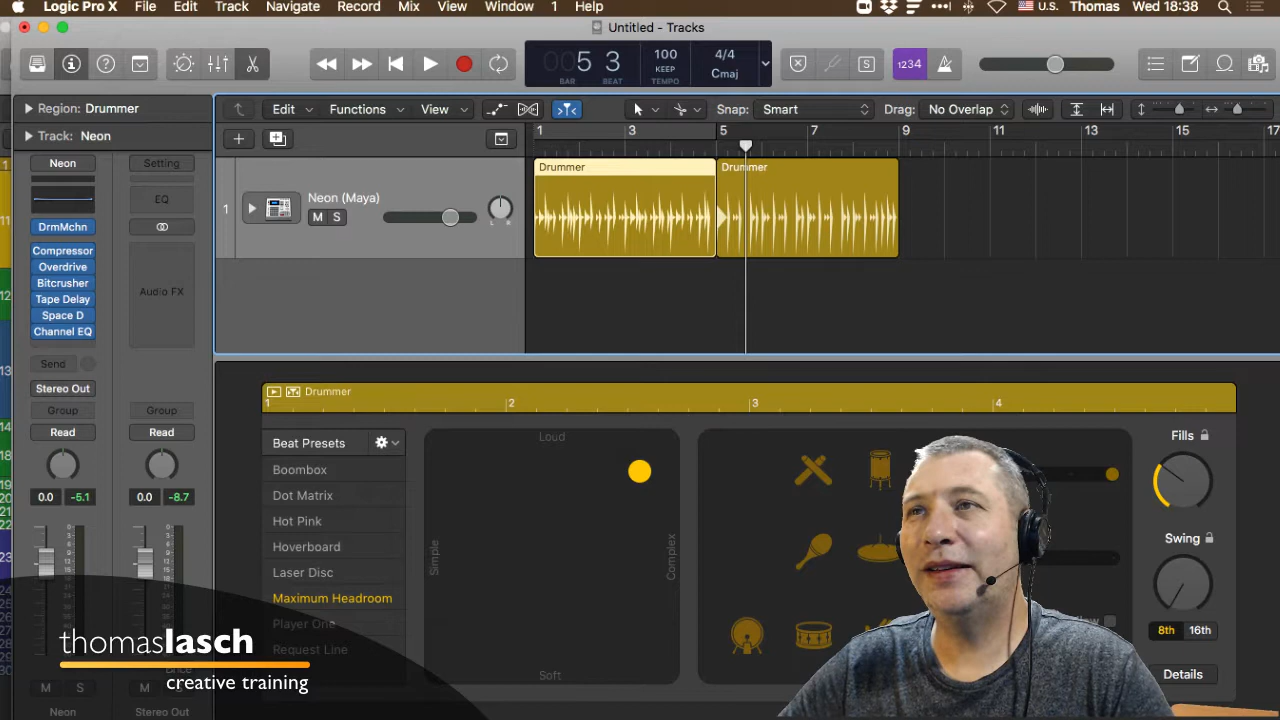 Logic Pro X File Edit Track Navigate Record Mix View Window 1 Help U.S. Thomas Wed 18:38
Untitled - Tracks
005 3 100 4/4
KEEP Cmaj
BAR BEAT TEMPO
1234
Region: Drummer
Track: Neon
Edit Functions View Snap: Smart Drag: No Overlap
1 3 5 7 9 11 13 15 17
Neon Setting
EQ
DrmMchn
Compressor
Overdrive
Bitcrusher
Tape Delay
Space D
Channel EQ
Audio FX
Send
Stereo Out
Group Group
Read Read
0.0 -5.1 0.0 -8.7
M S M
Neon Stereo Out
1 Neon (Maya)
M S
L R
Drummer Drummer
Drummer
1 2 3 4
Beat Presets
Boombox
Dot Matrix
Hot Pink
Hoverboard
Laser Disc
Maximum Headroom
Player One
Request Line
Loud
Simple
Complex
Soft
Fills
Swing
8th 16th
Details
thomaslasch
creative training